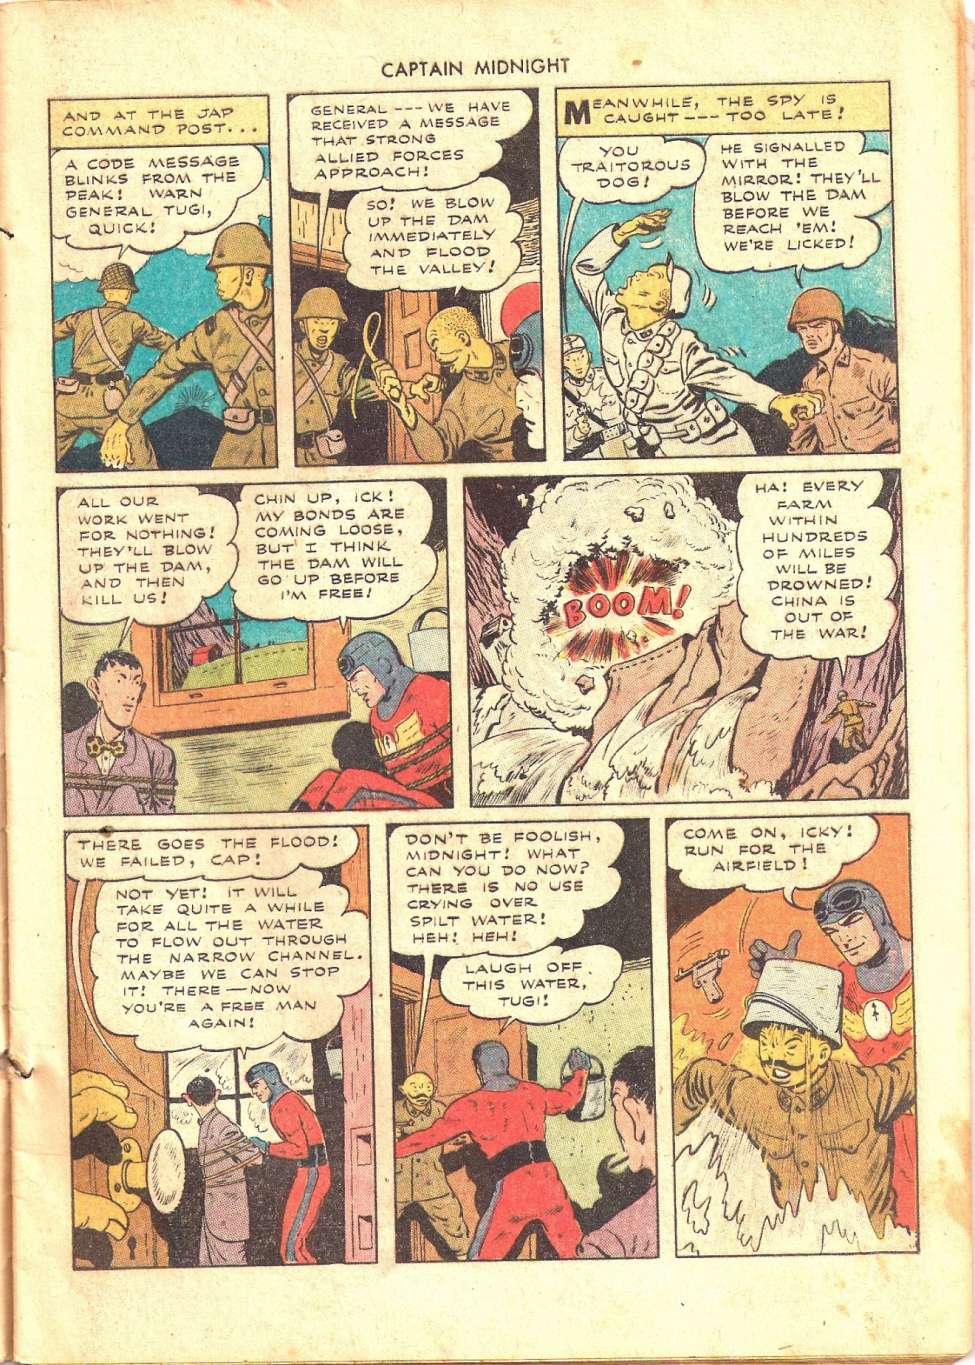 CAPTAIN MIDNIGHT
AND AT THE JAP
COMMAND POST...
A CODE MESSAGE
BLINKS FROM THE
PEAK! WARN
GENERAL TUGI,
QUICK!
GENERAL --- WE HAVE
RECEIVED A MESSAGE
THAT STRONG
ALLIED FORCES
APPROACH!
SO! WE BLOW
UP THE DAM
IMMEDIATELY
AND FLOOD
THE VALLEY!
MEANWHILE, THE SPY IS
CAUGHT --- TOO LATE!
YOU
TRAITOROUS
DOG!
HE SIGNALLED
WITH THE
MIRROR! THEY'LL
BLOW THE DAM
BEFORE WE
REACH 'EM!
WE'RE LICKED!
ALL OUR
WORK WENT
FOR NOTHING!
THEY'LL BLOW
UP THE DAM,
AND THEN
KILL US!
CHIN UP, ICK!
MY BONDS ARE
COMING LOOSE,
BUT I THINK
THE DAM WILL
GO UP BEFORE
I'M FREE!
BOOM!
HA! EVERY
FARM
WITHIN
HUNDREDS
OF MILES
WILL BE
DROWNED!
CHINA IS
OUT OF
THE WAR!
THERE GOES THE FLOOD!
WE FAILED, CAP!
NOT YET! IT WILL
TAKE QUITE A WHILE
FOR ALL THE WATER
TO FLOW OUT THROUGH
THE NARROW CHANNEL.
MAYBE WE CAN STOP
IT! THERE — NOW
YOU'RE A FREE MAN
AGAIN!
DON'T BE FOOLISH,
MIDNIGHT! WHAT
CAN YOU DO NOW?
THERE IS NO USE
CRYING OVER
SPILT WATER!
HEH! HEH!
LAUGH OFF
THIS WATER,
TUGI!
COME ON, ICKY!
RUN FOR THE
AIRFIELD!